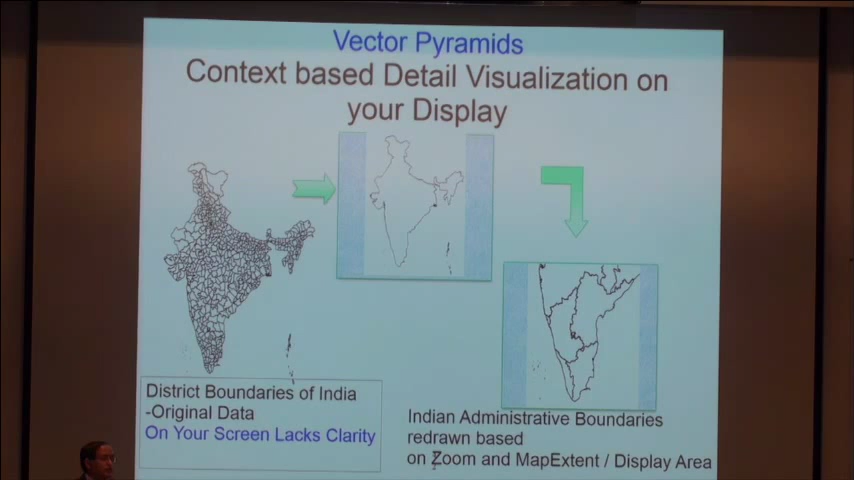 Vector Pyramids
Context based Detail Visualization on
your Display
District Boundaries of India
-Original Data
On Your Screen Lacks Clarity
Indian Administrative Boundaries
redrawn based
on Zoom and MapExtent / Display Area